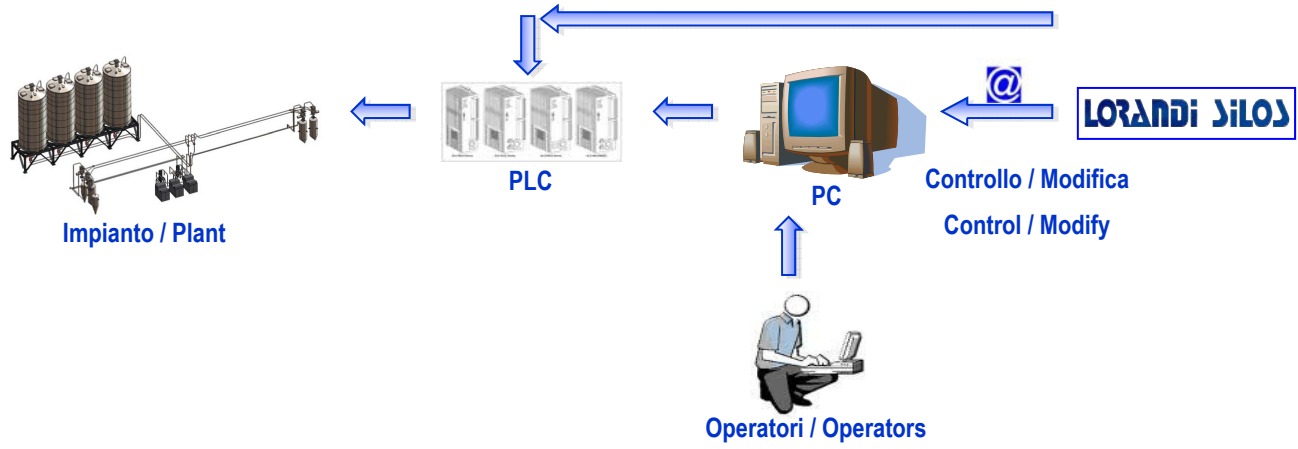 @
LORANDI SILOS
PLC
PC
Controllo / Modifica
Control / Modify
Impianto / Plant
Operatori / Operators